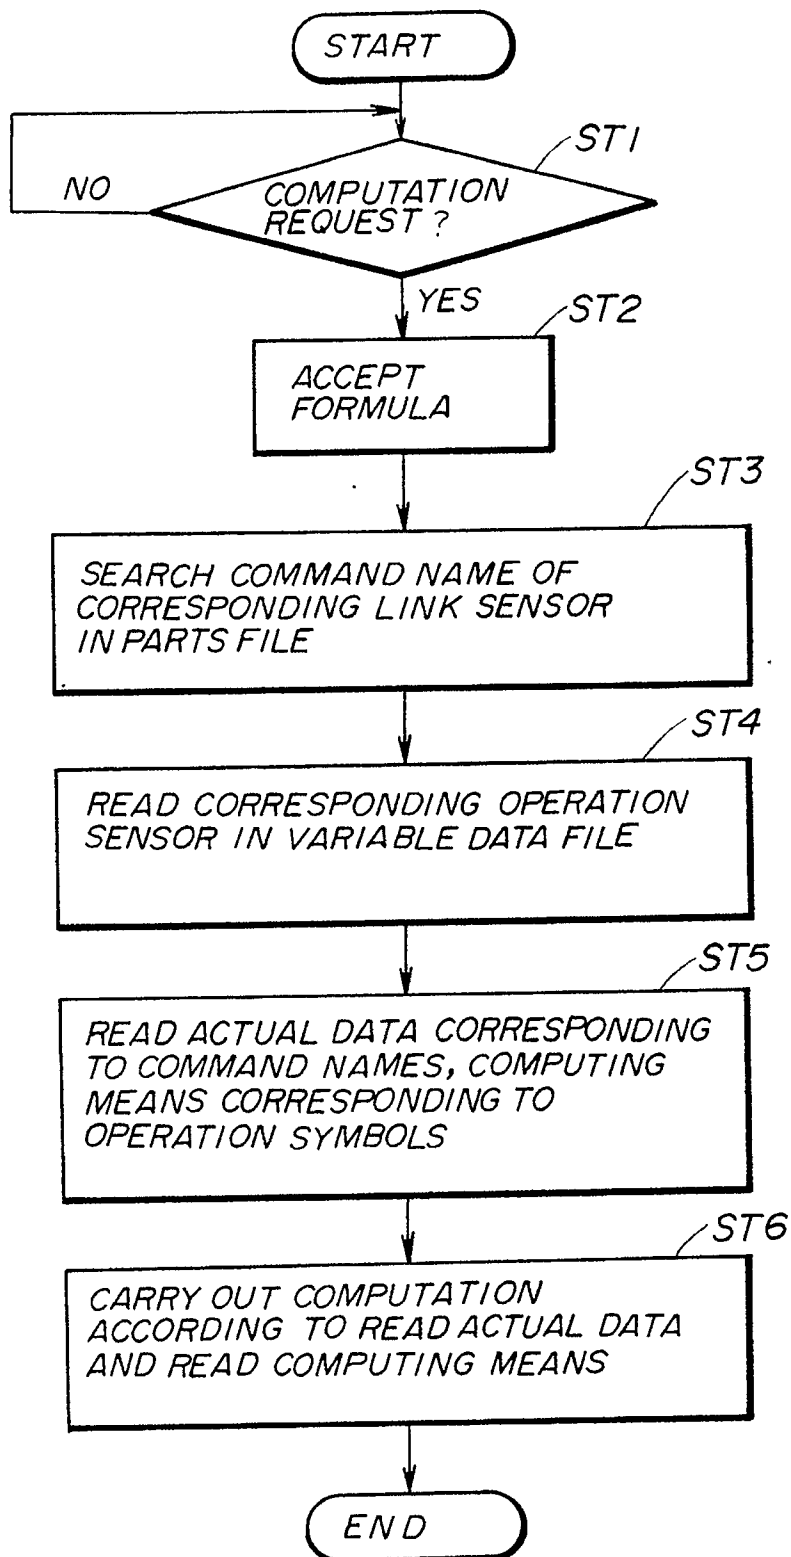 START
ST1
NO
COMPUTATION
REQUEST ?
YES
ST2
ACCEPT
FORMULA
ST3
SEARCH COMMAND NAME OF
CORRESPONDING LINK SENSOR
IN PARTS FILE
ST4
READ CORRESPONDING OPERATION
SENSOR IN VARIABLE DATA FILE
ST5
READ ACTUAL DATA CORRESPONDING
TO COMMAND NAMES, COMPUTING
MEANS CORRESPONDING TO
OPERATION SYMBOLS
ST6
CARRY OUT COMPUTATION
ACCORDING TO READ ACTUAL DATA
AND READ COMPUTING MEANS
END